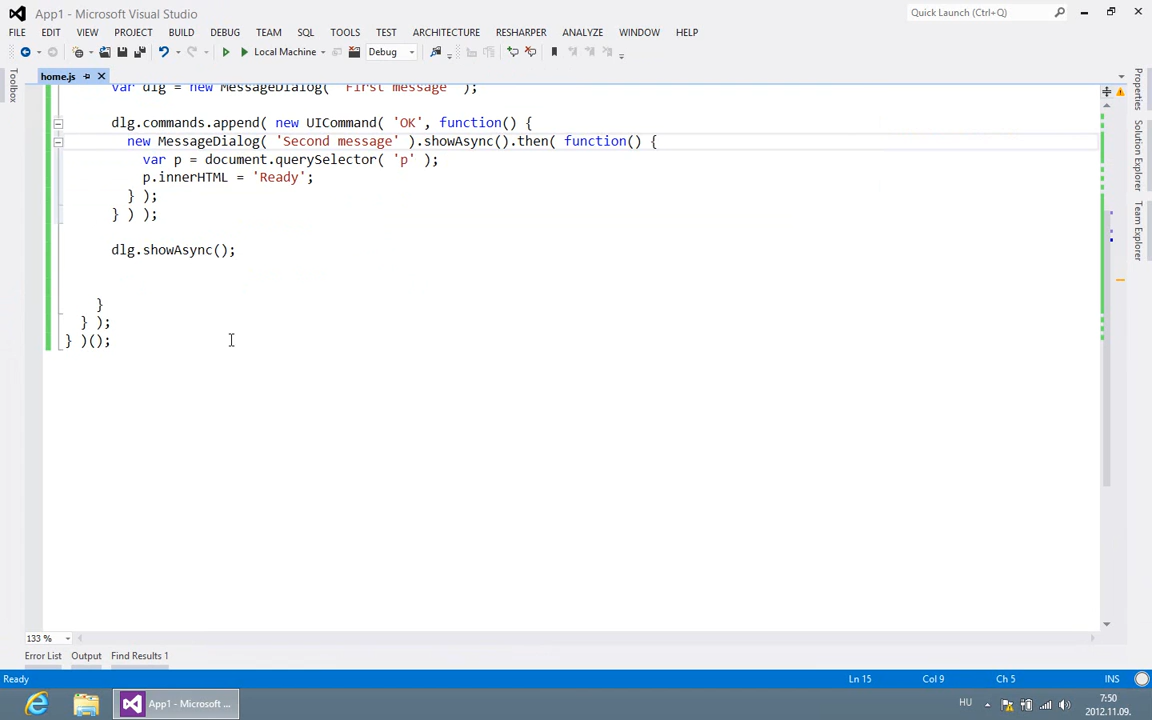 App1 - Microsoft Visual Studio
Quick Launch (Ctrl+Q)
FILE EDIT VIEW PROJECT BUILD DEBUG TEAM SQL TOOLS TEST ARCHITECTURE RESHARPER ANALYZE WINDOW HELP
Local Machine Debug
Toolbox
home.js
Properties
Solution Explorer
Team Explorer
var dlg = new MessageDialog( 'First message' );
dlg.commands.append( new UICommand( 'OK', function() {
new MessageDialog( 'Second message' ).showAsync().then( function() {
var p = document.querySelector( 'p' );
p.innerHTML = 'Ready';
} );
} ) );
dlg.showAsync();
}
} );
} )();
133 %
Error List Output Find Results 1
Ready Ln 15 Col 9 Ch 5 INS
App1 - Microsoft ...
HU
7:50
2012.11.09.